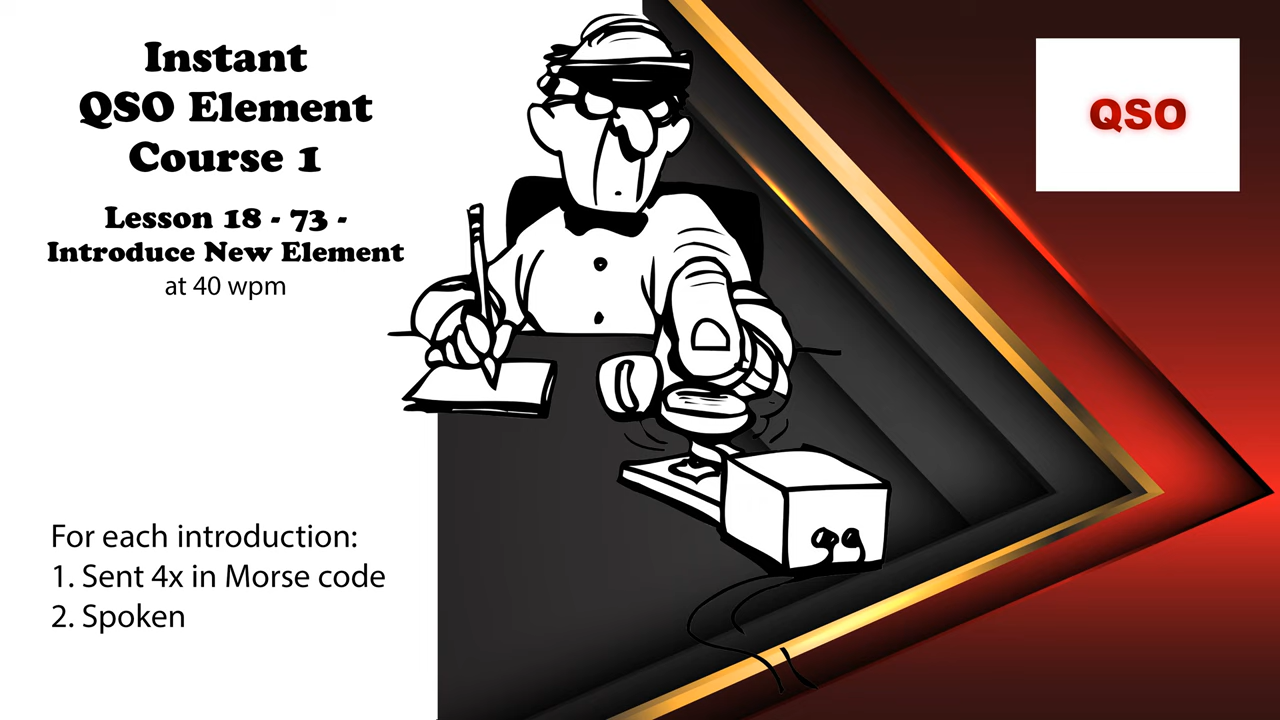 Instant
QSO Element
Course 1
Lesson 18 - 73 -
Introduce New Element
at 40 wpm
QSO
For each introduction:
1. Sent 4x in Morse code
2. Spoken